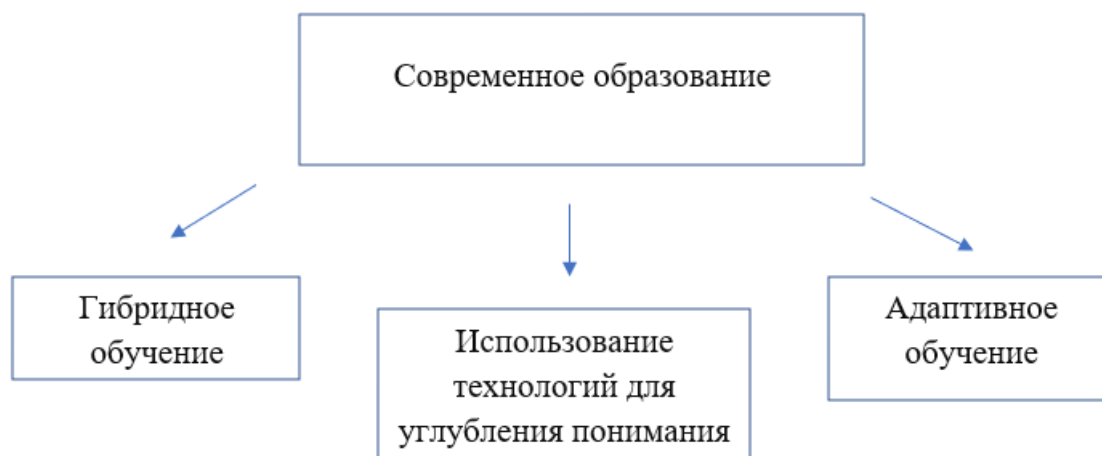 Современное образование
Гибридное
обучение
Использование
технологий для
углубления понимания
Адаптивное
обучение